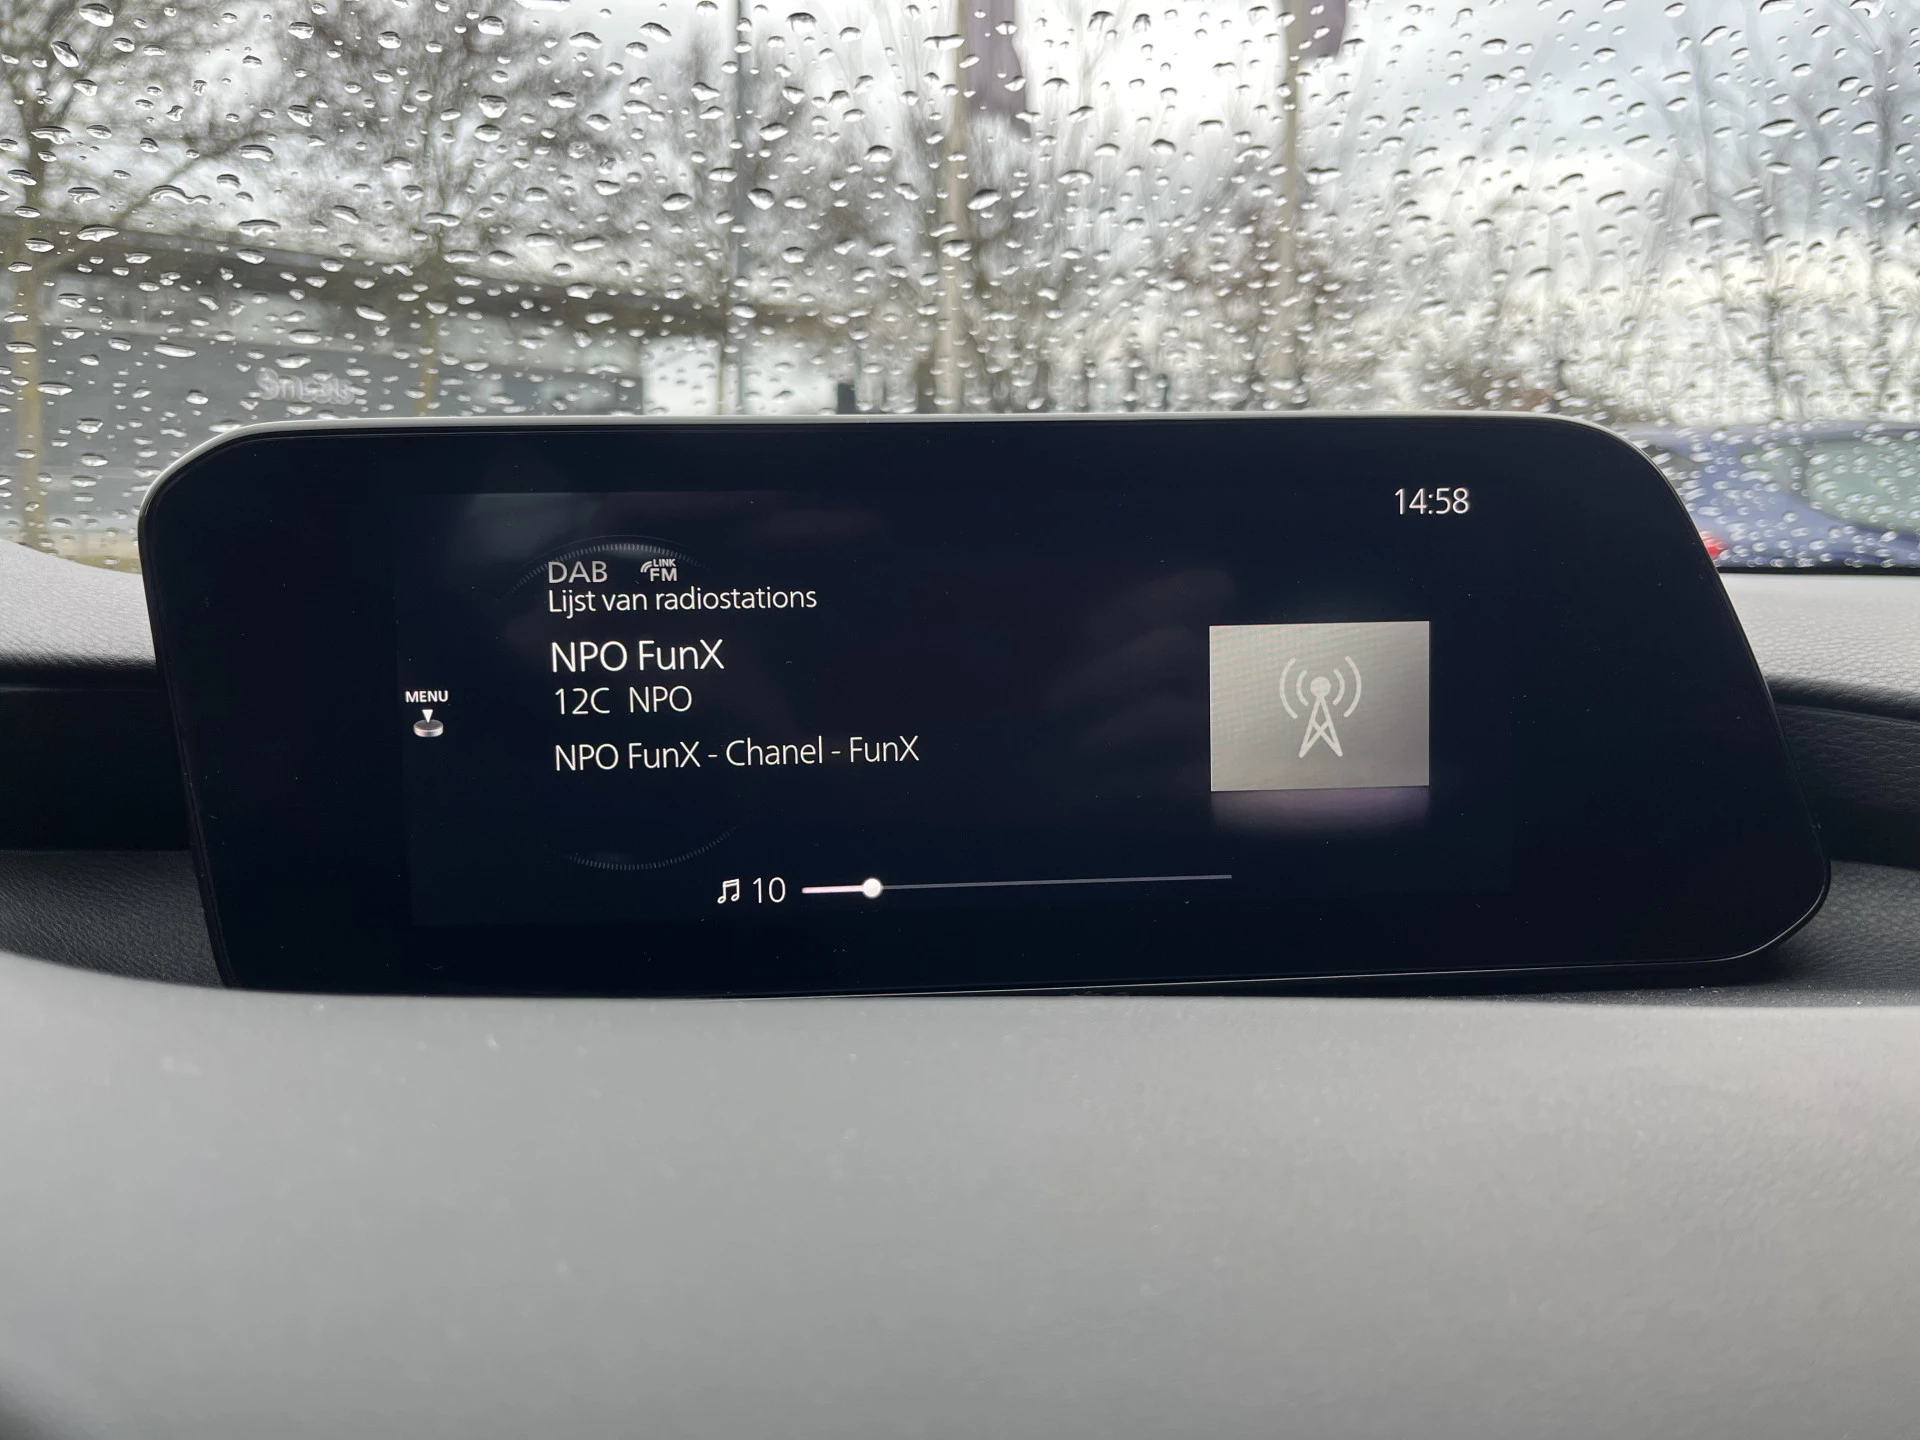 14:58
DAB LINK FM
Lijst van radiostations
NPO FunX
12C NPO
MENU
NPO FunX - Chanel - FunX
10